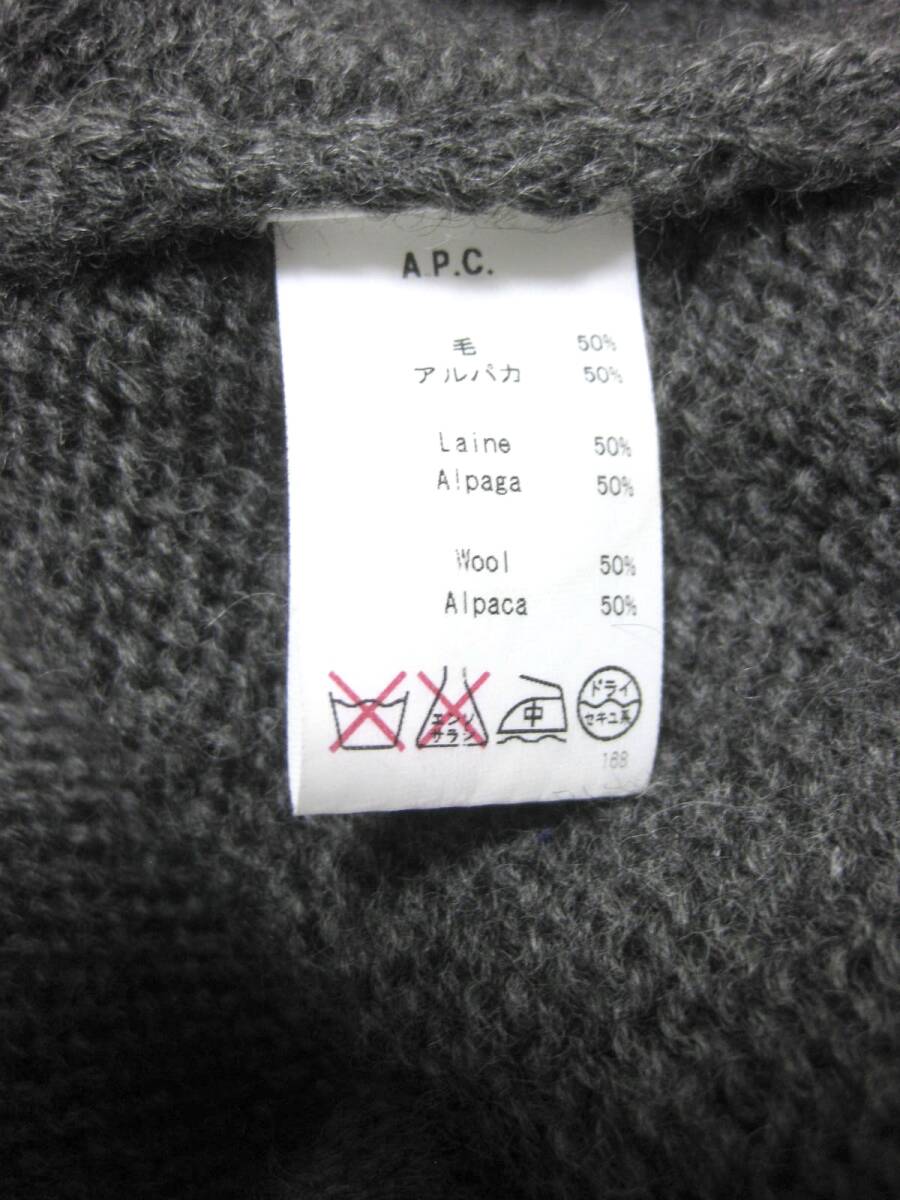 A.P.C.
毛 50%
アルパカ 50%
Laine 50%
Alpaga 50%
Wool 50%
Alpaca 50%
エンソ
サラシ
中
ドライ
セキユ系
168